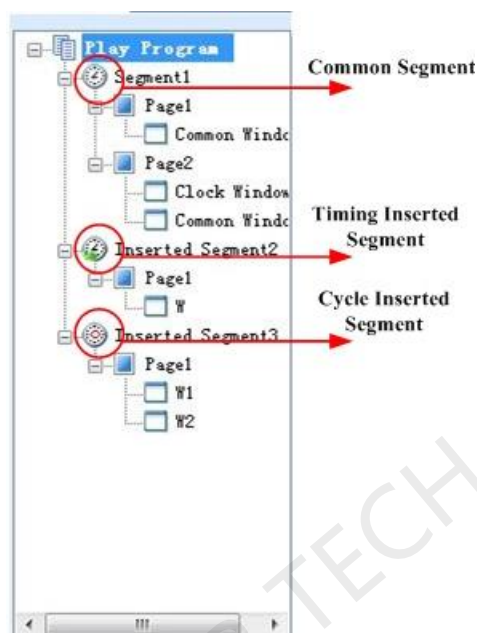 Play Program
Segment1
Common Segment
Page1
Common Windo
Page2
Clock Window
Common Windo
Timing Inserted
Segment
Inserted Segment2
Page1
W
Cycle Inserted
Segment
Inserted Segment3
Page1
W1
W2
TECH